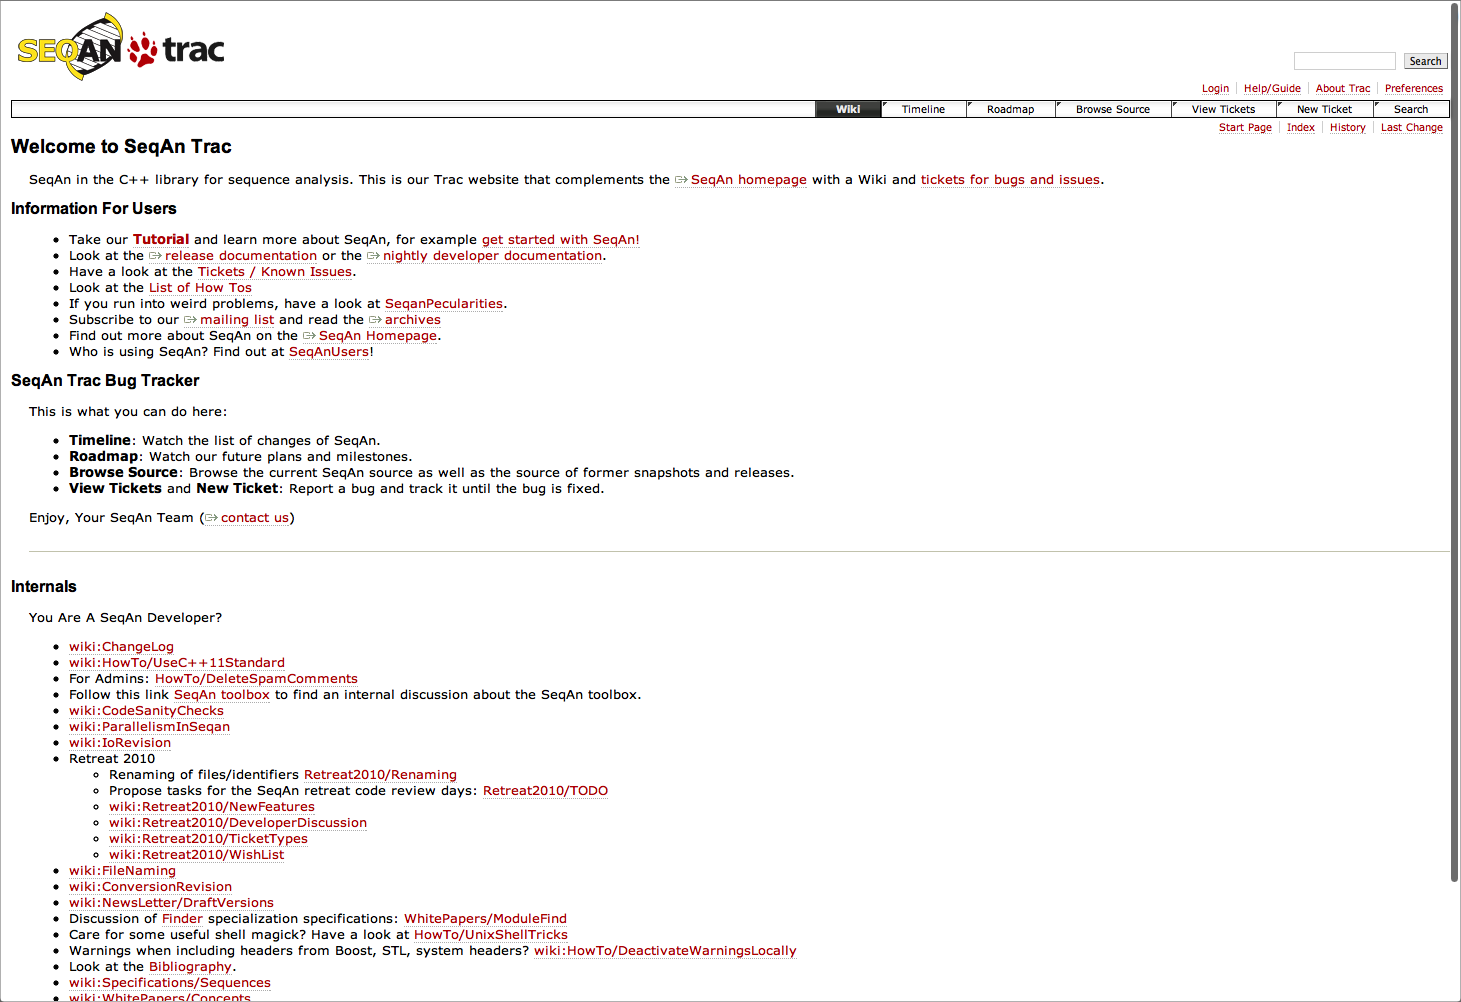 SEQAN trac
Search
Login Help/Guide About Trac Preferences
Wiki Timeline Roadmap Browse Source View Tickets New Ticket Search
Start Page Index History Last Change
Welcome to SeqAn Trac
SeqAn in the C++ library for sequence analysis. This is our Trac website that complements the SeqAn homepage with a Wiki and tickets for bugs and issues.
Information For Users
Take our Tutorial and learn more about SeqAn, for example get started with SeqAn!
Look at the release documentation or the nightly developer documentation.
Have a look at the Tickets / Known Issues.
Look at the List of How Tos
If you run into weird problems, have a look at SeqanPecularities.
Subscribe to our mailing list and read the archives
Find out more about SeqAn on the SeqAn Homepage.
Who is using SeqAn? Find out at SeqAnUsers!
SeqAn Trac Bug Tracker
This is what you can do here:
Timeline: Watch the list of changes of SeqAn.
Roadmap: Watch our future plans and milestones.
Browse Source: Browse the current SeqAn source as well as the source of former snapshots and releases.
View Tickets and New Ticket: Report a bug and track it until the bug is fixed.
Enjoy, Your SeqAn Team (contact us)
Internals
You Are A SeqAn Developer?
wiki:ChangeLog
wiki:HowTo/UseC++11Standard
For Admins: HowTo/DeleteSpamComments
Follow this link SeqAn toolbox to find an internal discussion about the SeqAn toolbox.
wiki:CodeSanityChecks
wiki:ParallelismInSeqan
wiki:IoRevision
Retreat 2010
Renaming of files/identifiers Retreat2010/Renaming
Propose tasks for the SeqAn retreat code review days: Retreat2010/TODO
wiki:Retreat2010/NewFeatures
wiki:Retreat2010/DeveloperDiscussion
wiki:Retreat2010/TicketTypes
wiki:Retreat2010/WishList
wiki:FileNaming
wiki:ConversionRevision
wiki:NewsLetter/DraftVersions
Discussion of Finder specialization specifications: WhitePapers/ModuleFind
Care for some useful shell magick? Have a look at HowTo/UnixShellTricks
Warnings when including headers from Boost, STL, system headers? wiki:HowTo/DeactivateWarningsLocally
Look at the Bibliography.
wiki:Specifications/Sequences
wiki:WhitePapers/Concepts